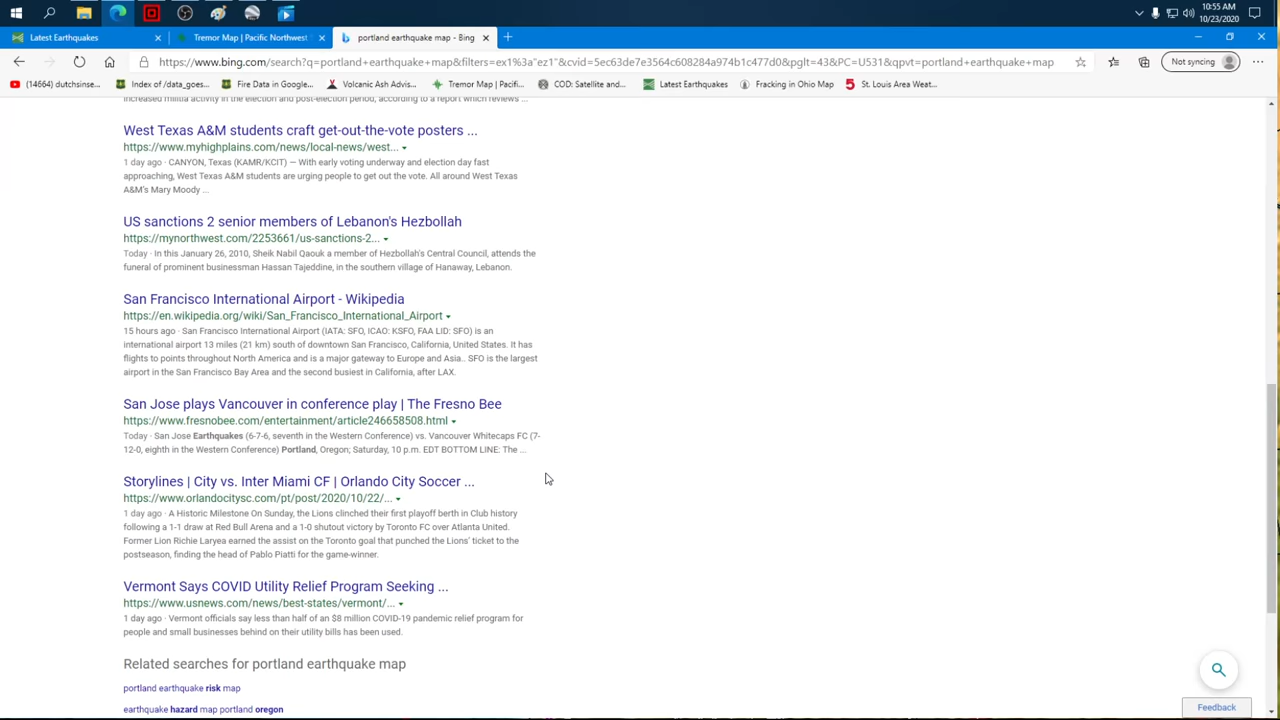 10:55 AM
10/23/2020
Latest Earthquakes
Tremor Map | Pacific Northwest
portland earthquake map - Bing
https://www.bing.com/search?q=portland+earthquake+map&filters=ex1%3a"ez1"&cvid=5ec63de7e3564c608284a974b1c477d0&pglt=43&PC=U531&qpvt=portland+earthquake+map
Not syncing
(14664) dutchsinse...
Index of /data_goes...
Fire Data in Google...
Volcanic Ash Advis...
Tremor Map | Pacifi...
COD: Satellite and...
Latest Earthquakes
Fracking in Ohio Map
St. Louis Area Weat...
increased militia activity in the election and post-election period, according to a report which reviews ...
West Texas A&M students craft get-out-the-vote posters ...
https://www.myhighplains.com/news/local-news/west...
1 day ago · CANYON, Texas (KAMR/KCIT) — With early voting underway and election day fast
approaching, West Texas A&M students are urging people to get out the vote. All around West Texas
A&M's Mary Moody ...
US sanctions 2 senior members of Lebanon's Hezbollah
https://mynorthwest.com/2253661/us-sanctions-2...
Today · In this January 26, 2010, Sheik Nabil Qaouk a member of Hezbollah's Central Council, attends the
funeral of prominent businessman Hassan Tajeddine, in the southern village of Hanaway, Lebanon.
San Francisco International Airport - Wikipedia
https://en.wikipedia.org/wiki/San_Francisco_International_Airport
15 hours ago · San Francisco International Airport (IATA: SFO, ICAO: KSFO, FAA LID: SFO) is an
international airport 13 miles (21 km) south of downtown San Francisco, California, United States. It has
flights to points throughout North America and is a major gateway to Europe and Asia.. SFO is the largest
airport in the San Francisco Bay Area and the second busiest in California, after LAX.
San Jose plays Vancouver in conference play | The Fresno Bee
https://www.fresnobee.com/entertainment/article246658508.html
Today · San Jose Earthquakes (6-7-6, seventh in the Western Conference) vs. Vancouver Whitecaps FC (7-
12-0, eighth in the Western Conference) Portland, Oregon; Saturday, 10 p.m. EDT BOTTOM LINE: The ...
Storylines | City vs. Inter Miami CF | Orlando City Soccer ...
https://www.orlandocitysc.com/pt/post/2020/10/22/...
1 day ago · A Historic Milestone On Sunday, the Lions clinched their first playoff berth in Club history
following a 1-1 draw at Red Bull Arena and a 1-0 shutout victory by Toronto FC over Atlanta United.
Former Lion Richie Laryea earned the assist on the Toronto goal that punched the Lions' ticket to the
postseason, finding the head of Pablo Piatti for the game-winner.
Vermont Says COVID Utility Relief Program Seeking ...
https://www.usnews.com/news/best-states/vermont/...
1 day ago · Vermont officials say less than half of an $8 million COVID-19 pandemic relief program for
people and small businesses behind on their utility bills has been used.
Related searches for portland earthquake map
portland earthquake risk map
earthquake hazard map portland oregon
Feedback